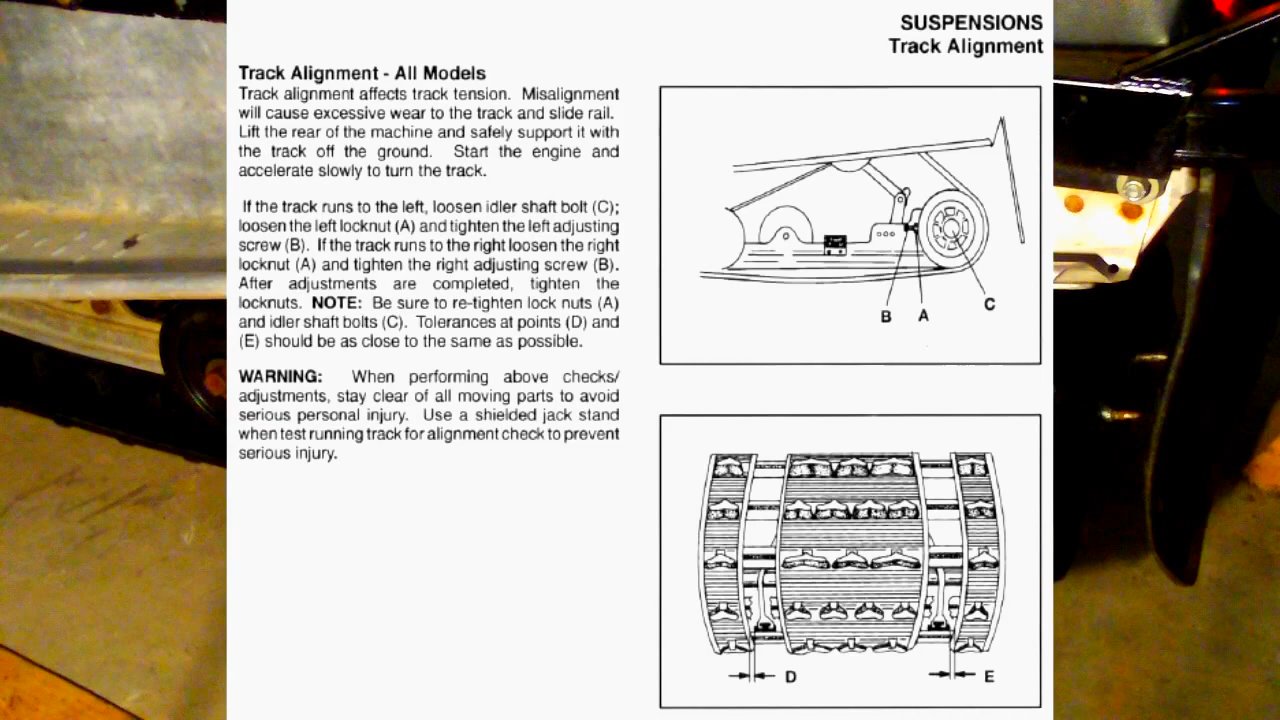 SUSPENSIONS
Track Alignment
Track Alignment - All Models
Track alignment affects track tension. Misalignment
will cause excessive wear to the track and slide rail.
Lift the rear of the machine and safely support it with
the track off the ground. Start the engine and
accelerate slowly to turn the track.
If the track runs to the left, loosen idler shaft bolt (C);
loosen the left locknut (A) and tighten the left adjusting
screw (B). If the track runs to the right loosen the right
locknut (A) and tighten the right adjusting screw (B).
After adjustments are completed, tighten the
locknuts. NOTE: Be sure to re-tighten lock nuts (A)
and idler shaft bolts (C). Tolerances at points (D) and
(E) should be as close to the same as possible.
WARNING: When performing above checks/
adjustments, stay clear of all moving parts to avoid
serious personal injury. Use a shielded jack stand
when test running track for alignment check to prevent
serious injury.
B A C
D E